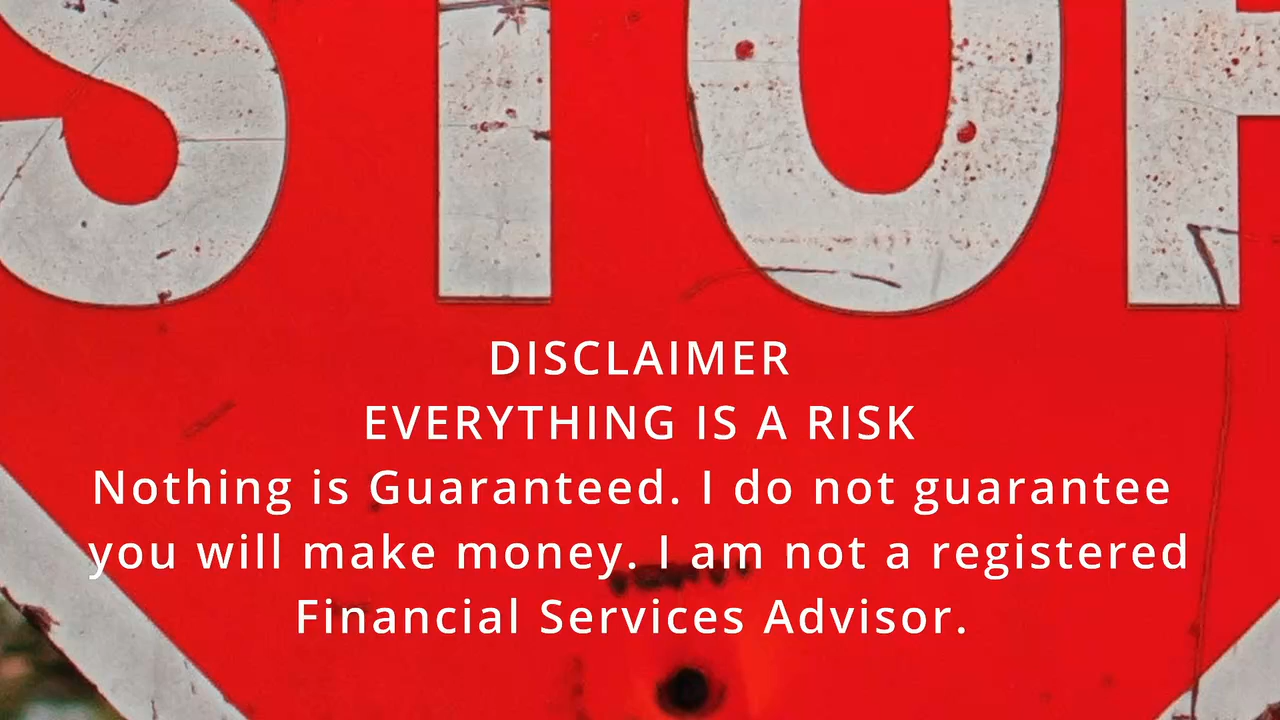 STOP
DISCLAIMER
EVERYTHING IS A RISK
Nothing is Guaranteed. I do not guarantee
you will make money. I am not a registered
Financial Services Advisor.